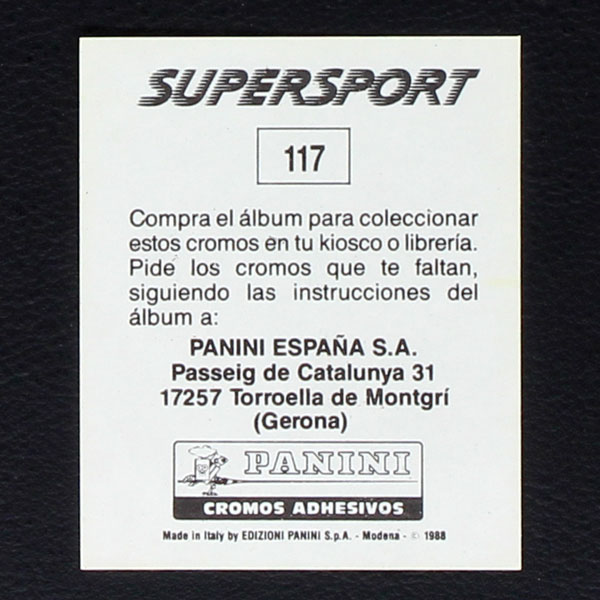 SUPERSPORT
117
Compra el álbum para coleccionar
estos cromos en tu kiosco o librería.
Pide los cromos que te faltan,
siguiendo las instrucciones del
álbum a:
PANINI ESPAÑA S.A.
Passeig de Catalunya 31
17257 Torroella de Montgrí
(Gerona)
PANINI
CROMOS ADHESIVOS
Made in Italy by EDIZIONI PANINI S.p.A. - Modena - © 1988